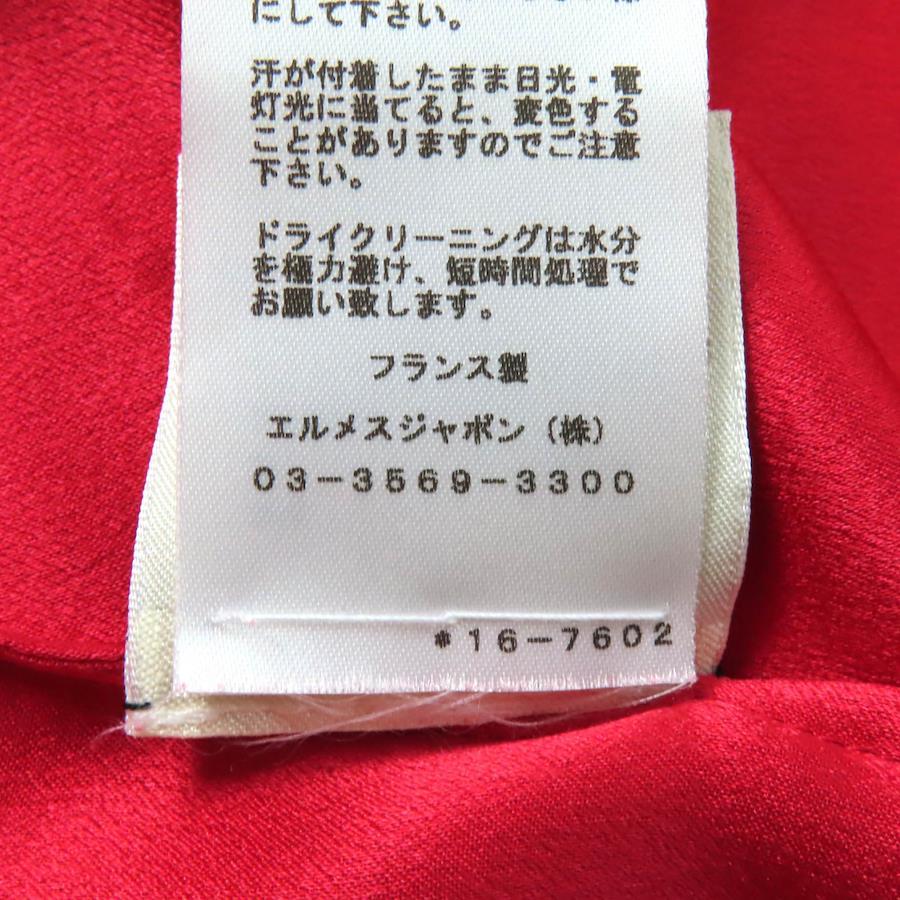 にして下さい。
汗が付着したまま日光・電
灯光に当てると、変色する
ことがありますのでご注意
下さい。
ドライクリーニングは水分
を極力避け、短時間処理で
お願い致します。
フランス製
エルメスジャポン（株）
03-3569-3300
*16-7602